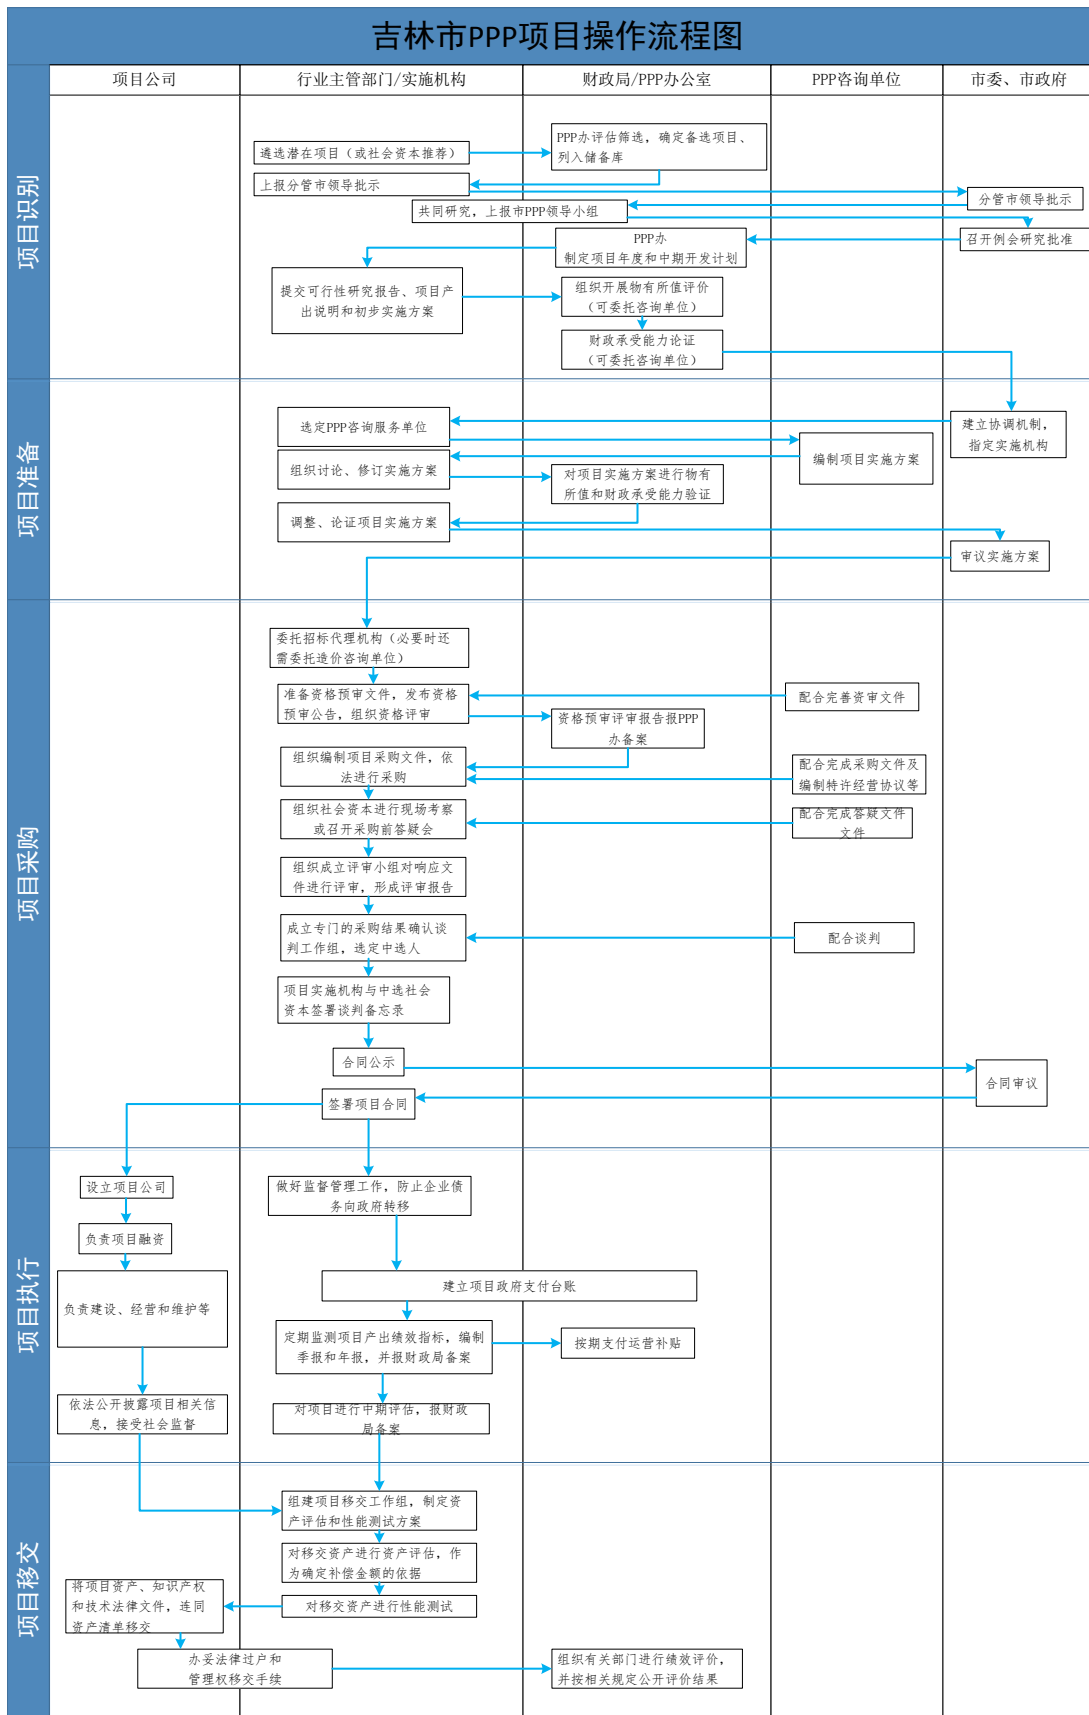 吉林市PPP项目操作流程图
项目公司
行业主管部门/实施机构
财政局/PPP办公室
PPP咨询单位
市委、市政府
项目识别
遴选潜在项目（或社会资本推荐）
PPP办评估筛选，确定备选项目、
列入储备库
上报分管市领导批示
分管市领导批示
共同研究，上报市PPP领导小组
召开例会研究批准
PPP办
制定项目年度和中期开发计划
提交可行性研究报告、项目产
出说明和初步实施方案
组织开展物有所值评价
（可委托咨询单位）
财政承受能力论证
（可委托咨询单位）
项目准备
建立协调机制，
指定实施机构
选定PPP咨询服务单位
编制项目实施方案
组织讨论、修订实施方案
对项目实施方案进行物有
所值和财政承受能力验证
调整、论证项目实施方案
审议实施方案
项目采购
委托招标代理机构（必要时还
需委托造价咨询单位）
准备资格预审文件，发布资格
预审公告，组织资格评审
配合完善资审文件
资格预审评审报告报PPP
办备案
组织编制项目采购文件，依
法进行采购
配合完成采购文件及
编制特许经营协议等
组织社会资本进行现场考察
或召开采购前答疑会
配合完成答疑文件
文件
组织成立评审小组对响应文
件进行评审，形成评审报告
成立专门的采购结果确认谈
判工作组，选定中选人
配合谈判
项目实施机构与中选社会
资本签署谈判备忘录
合同公示
合同审议
签署项目合同
项目执行
设立项目公司
做好监督管理工作，防止企业债
务向政府转移
负责项目融资
建立项目政府支付台账
负责建设、经营和维护等
定期监测项目产出绩效指标，编制
季报和年报，并报财政局备案
按期支付运营补贴
依法公开披露项目相关信
息，接受社会监督
对项目进行中期评估，报财政
局备案
项目移交
组建项目移交工作组，制定资
产评估和性能测试方案
对移交资产进行资产评估，作
为确定补偿金额的依据
将项目资产、知识产权
和技术法律文件，连同
资产清单移交
对移交资产进行性能测试
办妥法律过户和
管理权移交手续
组织有关部门进行绩效评价，
并按相关规定公开评价结果